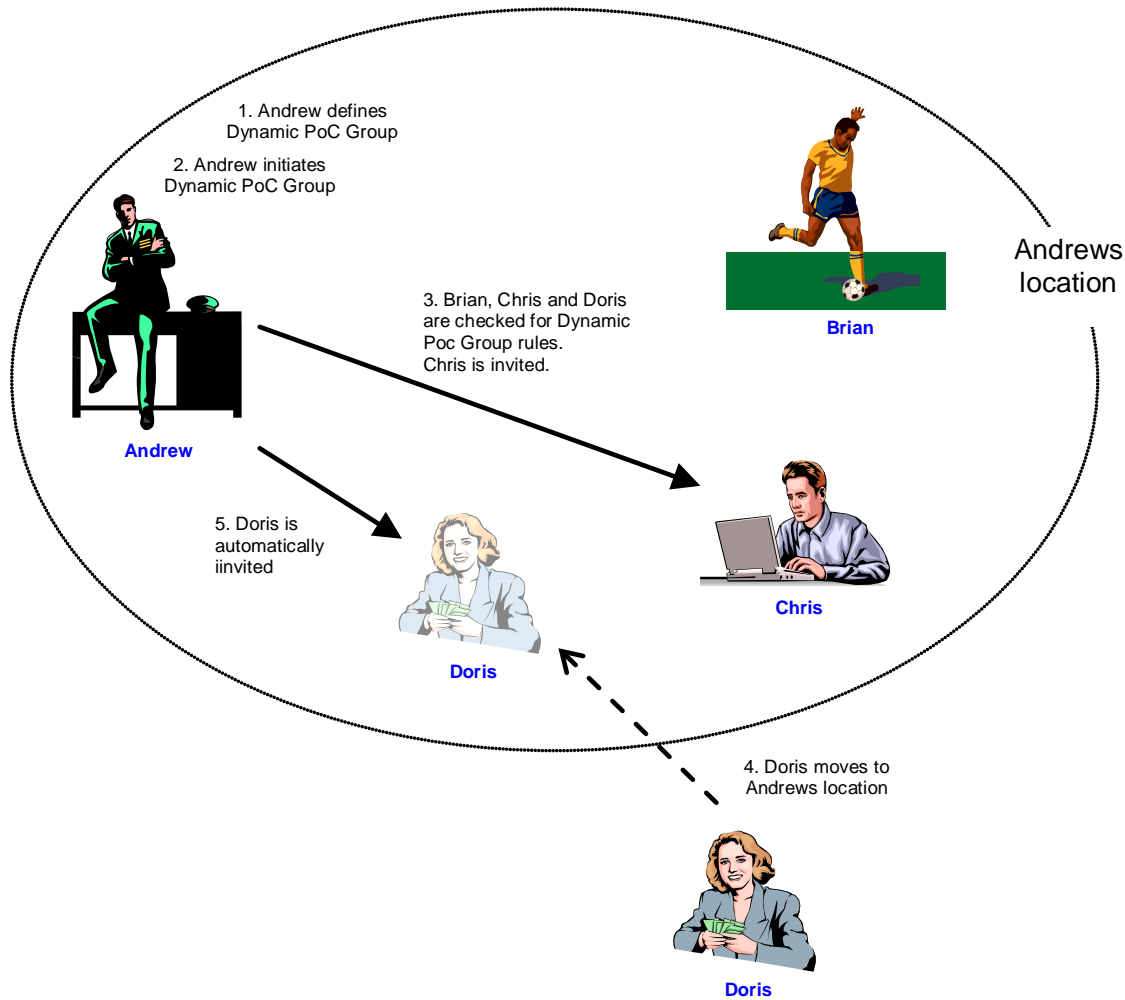 1. Andrew defines
Dynamic PoC Group
2. Andrew initiates
Dynamic PoC Group
Andrews
location
3. Brian, Chris and Doris
are checked for Dynamic
Poc Group rules.
Chris is invited.
Brian
Andrew
5. Doris is
automatically
iinvited
Chris
Doris
4. Doris moves to
Andrews location
Doris